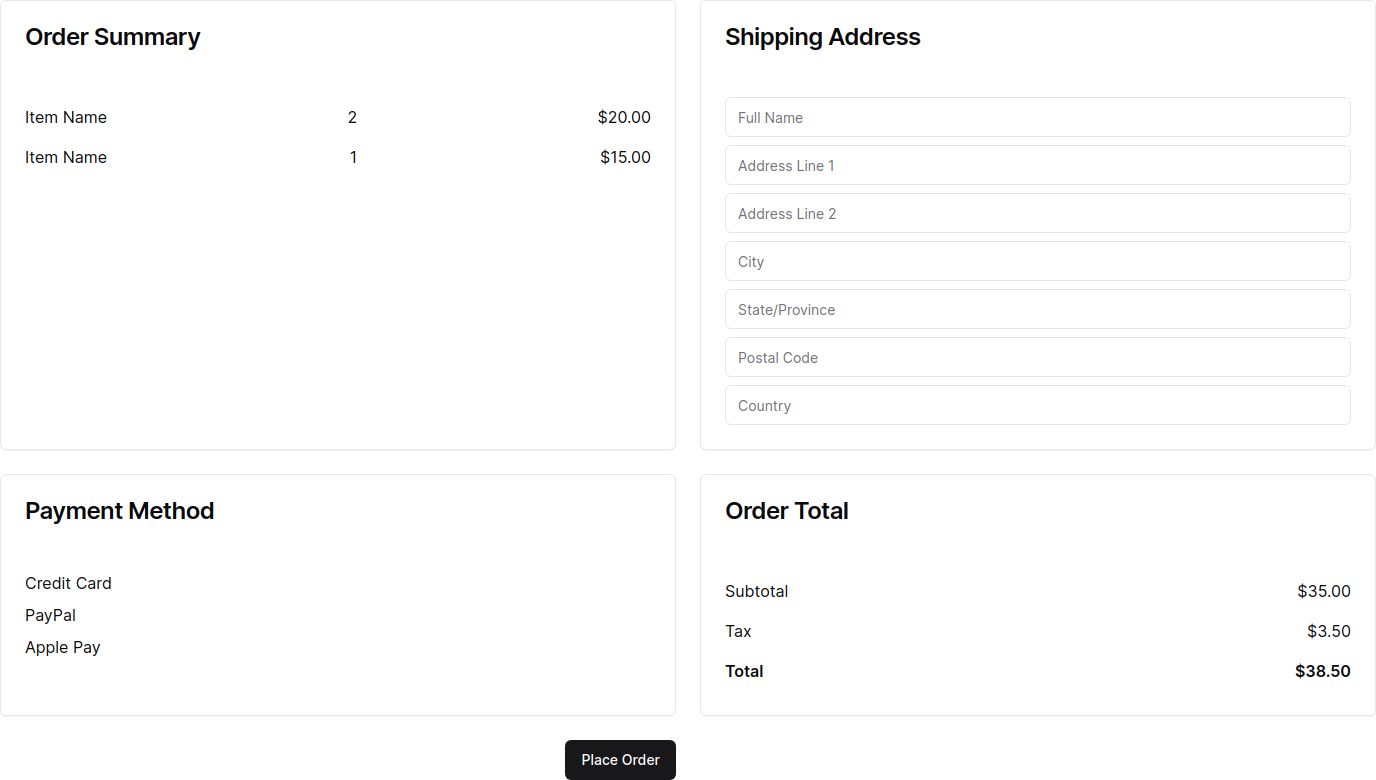 Order Summary
Item Name 2 $20.00
Item Name 1 $15.00
Shipping Address
Full Name
Address Line 1
Address Line 2
City
State/Province
Postal Code
Country
Payment Method
Credit Card
PayPal
Apple Pay
Order Total
Subtotal $35.00
Tax $3.50
Total $38.50
Place Order